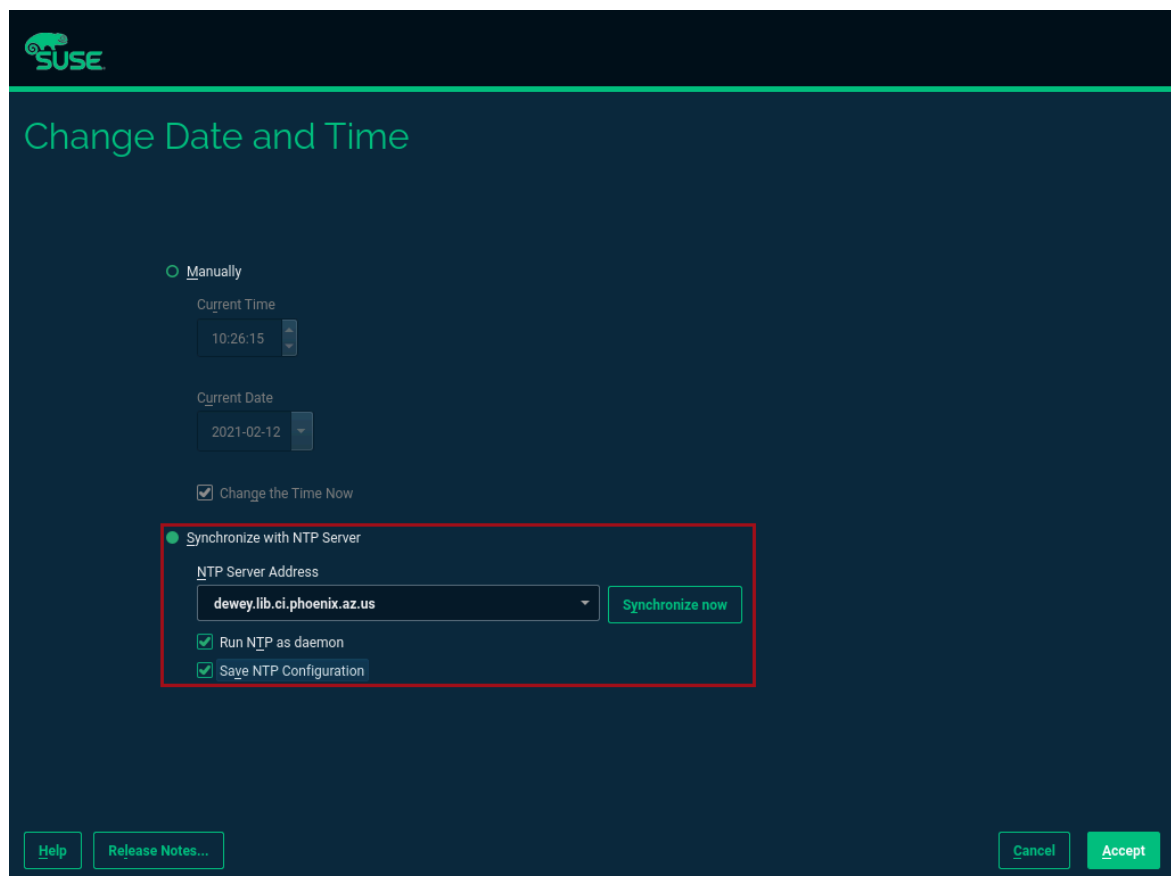 SUSE
Change Date and Time
Manually
Current Time
10:26:15
Current Date
2021-02-12
Change the Time Now
Synchronize with NTP Server
NTP Server Address
dewey.lib.ci.phoenix.az.us
Synchronize now
Run NTP as daemon
Save NTP Configuration
Help
Release Notes...
Cancel
Accept